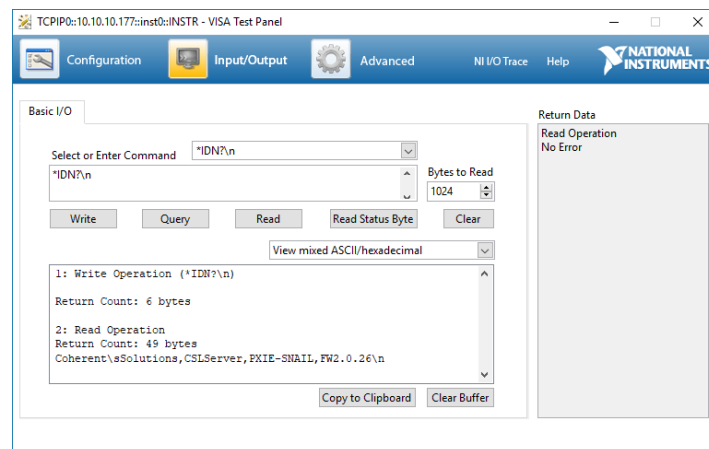 TCPIP0::10.10.10.177::inst0::INSTR - VISA Test Panel
Configuration
Input/Output
Advanced
NI I/O Trace
Help
NATIONAL
INSTRUMENTS
Basic I/O
Select or Enter Command
*IDN?\n
*IDN?\n
Bytes to Read
1024
Write
Query
Read
Read Status Byte
Clear
View mixed ASCII/hexadecimal
1: Write Operation (*IDN?\n)
Return Count: 6 bytes
2: Read Operation
Return Count: 49 bytes
Coherent\sSolutions,CSLServer,PXIE-SNAIL,FW2.0.26\n
Copy to Clipboard
Clear Buffer
Return Data
Read Operation
No Error